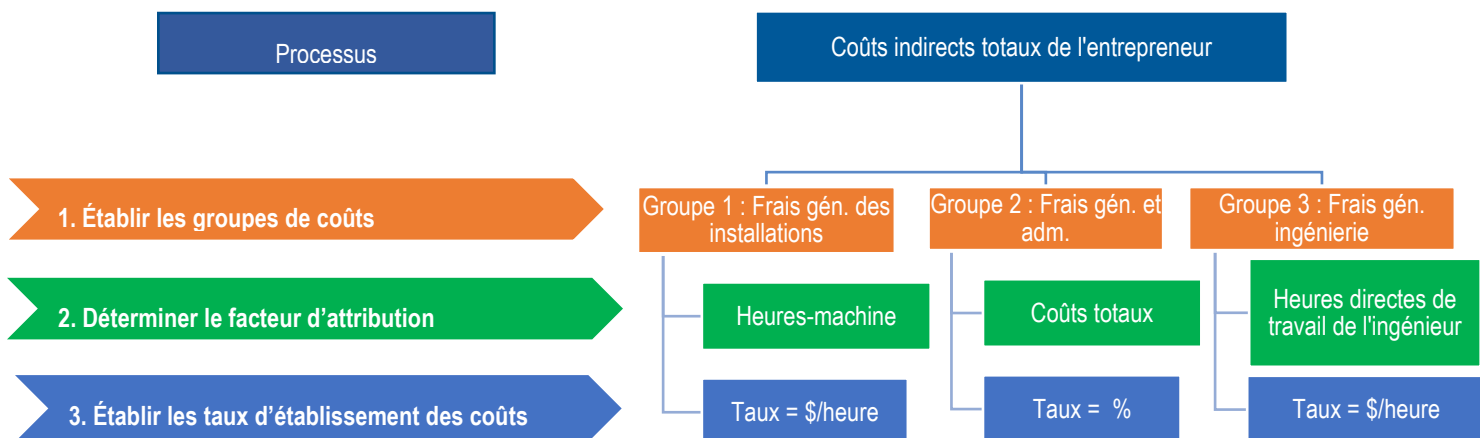 Processus
Coûts indirects totaux de l'entrepreneur
1. Établir les groupes de coûts
Groupe 1 : Frais gén. des
installations
Groupe 2 : Frais gén. et
adm.
Groupe 3 : Frais gén.
ingénierie
2. Déterminer le facteur d’attribution
Heures-machine
Coûts totaux
Heures directes de
travail de l'ingénieur
3. Établir les taux d’établissement des coûts
Taux = $/heure
Taux = %
Taux = $/heure